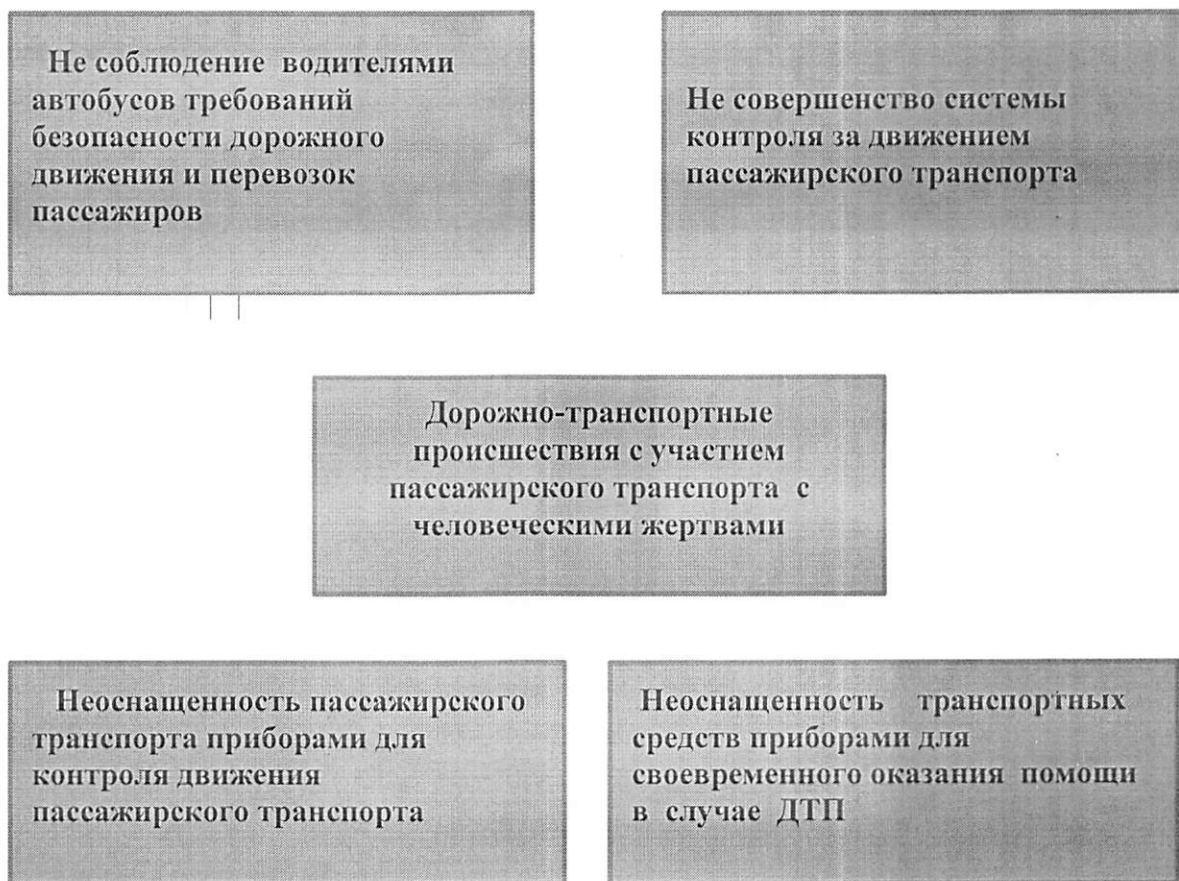 Не соблюдение водителями
автобусов требований
безопасности дорожного
движения и перевозок
пассажиров
Не совершенство системы
контроля за движением
пассажирского транспорта
Дорожно-транспортные
происшествия с участием
пассажирского транспорта с
человеческими жертвами
Неоснащенность пассажирского
транспорта приборами для
контроля движения
пассажирского транспорта
Неоснащенность транспортных
средств приборами для
своевременного оказания помощи
в случае ДТП